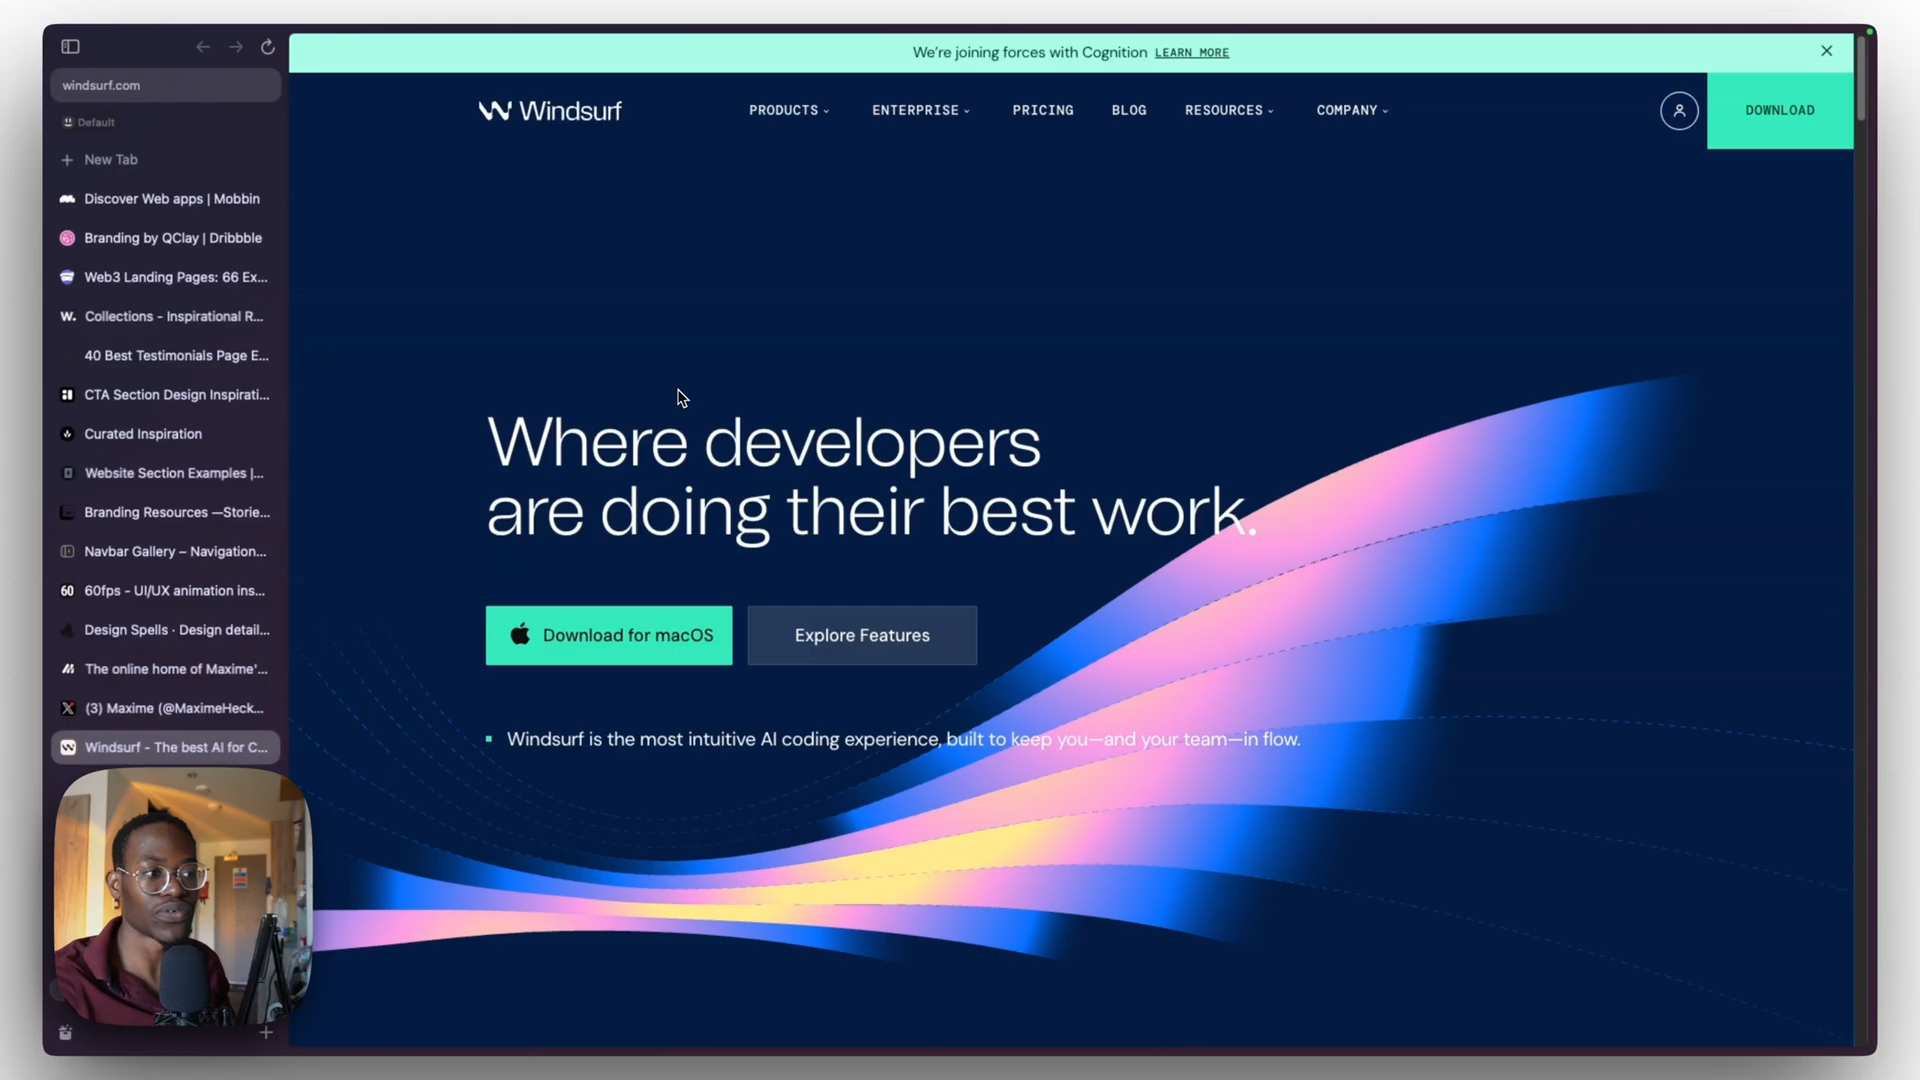 windsurf.com
Default
New Tab
Discover Web apps | Mobbin
Branding by QClay | Dribbble
Web3 Landing Pages: 66 Ex...
W. Collections - Inspirational R...
40 Best Testimonials Page E...
CTA Section Design Inspirati...
Curated Inspiration
Website Section Examples |...
Branding Resources —Storie...
Navbar Gallery – Navigation...
60 60fps - UI/UX animation ins...
Design Spells · Design detail...
The online home of Maxime'...
(3) Maxime (@MaximeHeck...
Windsurf - The best AI for C...
We're joining forces with Cognition LEARN MORE
Windsurf
PRODUCTS
ENTERPRISE
PRICING
BLOG
RESOURCES
COMPANY
DOWNLOAD
Where developers
are doing their best work.
Download for macOS
Explore Features
Windsurf is the most intuitive AI coding experience, built to keep you—and your team—in flow.